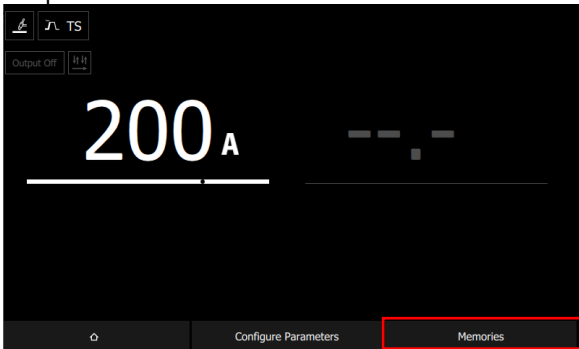 TS
Output Off
200 A
--.-
Configure Parameters
Memories